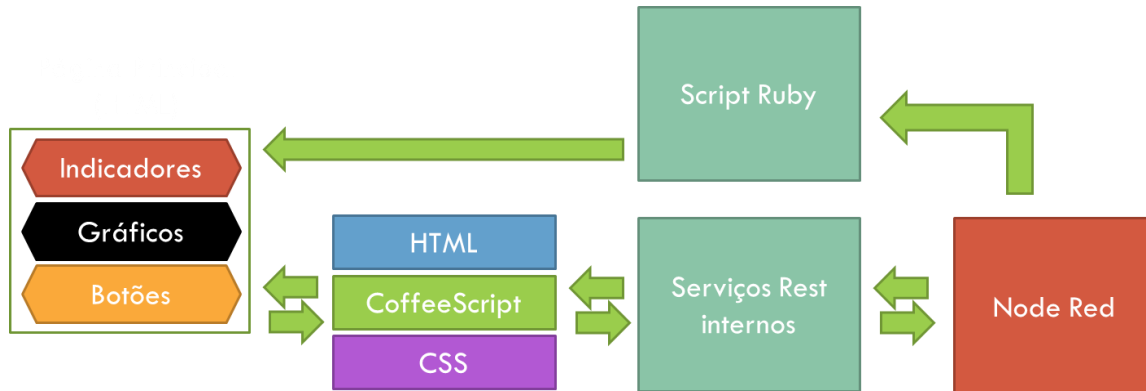 Script Ruby
Indicadores
Gráficos
Botões
HTML
CoffeeScript
CSS
Serviços Rest
internos
Node Red